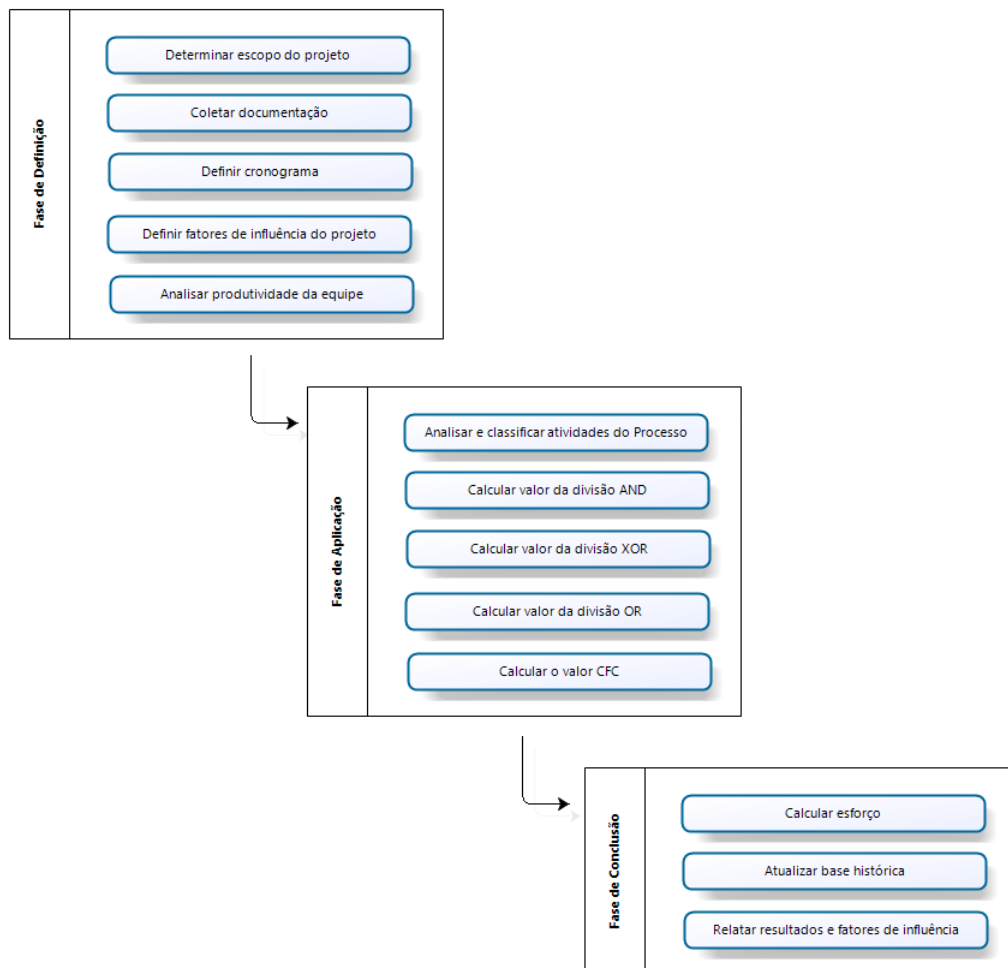 Fase de Definição
Determinar escopo do projeto
Coletar documentação
Definir cronograma
Definir fatores de influência do projeto
Analisar produtividade da equipe
Fase de Aplicação
Analisar e classificar atividades do Processo
Calcular valor da divisão AND
Calcular valor da divisão XOR
Calcular valor da divisão OR
Calcular o valor CFC
Fase de Conclusão
Calcular esforço
Atualizar base histórica
Relatar resultados e fatores de influência